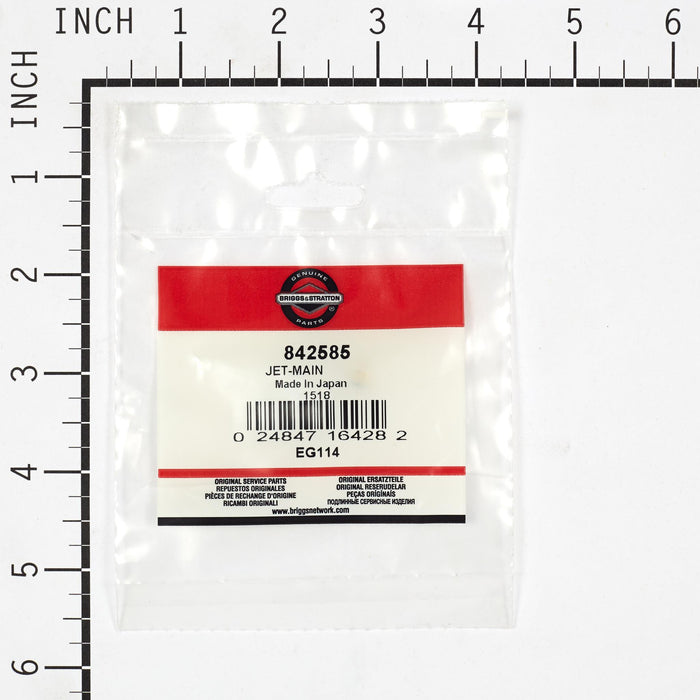 INCH 1 2 3 4 5 6
INCH
1
2
3
4
5
6
GENUINE
BRIGGS & STRATTON
PARTS ®
842585
JET-MAIN
Made In Japan
1518
0 24847 16428 2
EG114
ORIGINAL SERVICE PARTS
REPUESTOS ORIGINALES
PIÈCES DE RECHANGE D'ORIGINE
RICAMBI ORIGINALI
ORIGINAL ERSATZTEILE
ORIGINAL RESERUDELAR
PEÇAS ORIGÍNAIS
ПОДЛИННЫЕ СЕРВИСНЫЕ ИЗДЕЛИЯ
www.briggsnetwork.com